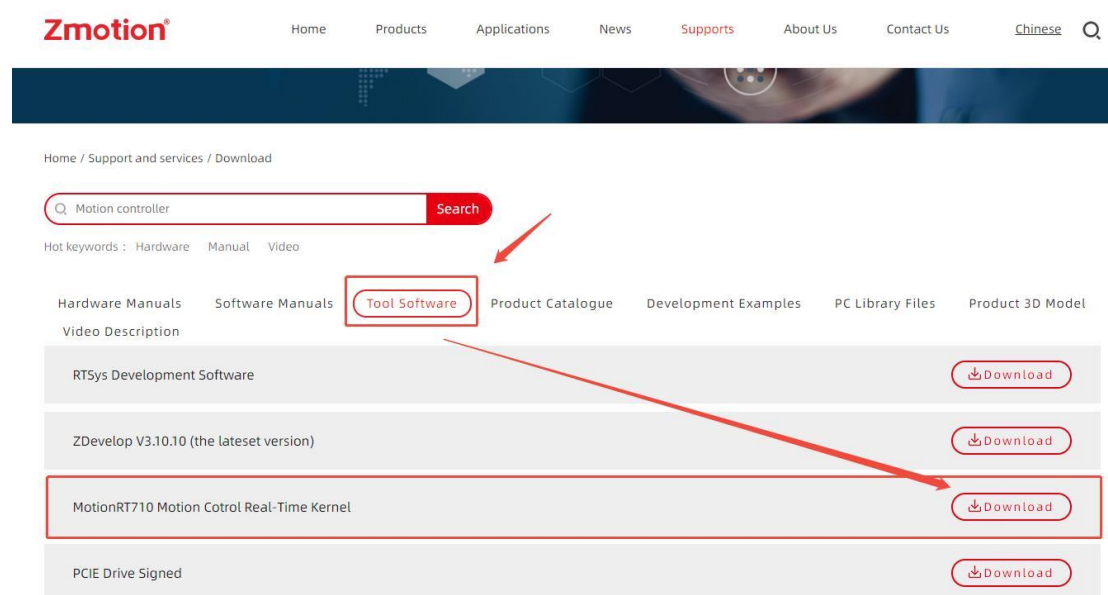 Zmotion®
Home Products Applications News Supports About Us Contact Us Chinese
Home / Support and services / Download
Motion controller Search
Hot keywords : Hardware Manual Video
Hardware Manuals Software Manuals Tool Software Product Catalogue Development Examples PC Library Files Product 3D Model
Video Description
RTSys Development Software Download
ZDevelop V3.10.10 (the lateset version) Download
MotionRT710 Motion Cotrol Real-Time Kernel Download
PCIE Drive Signed Download